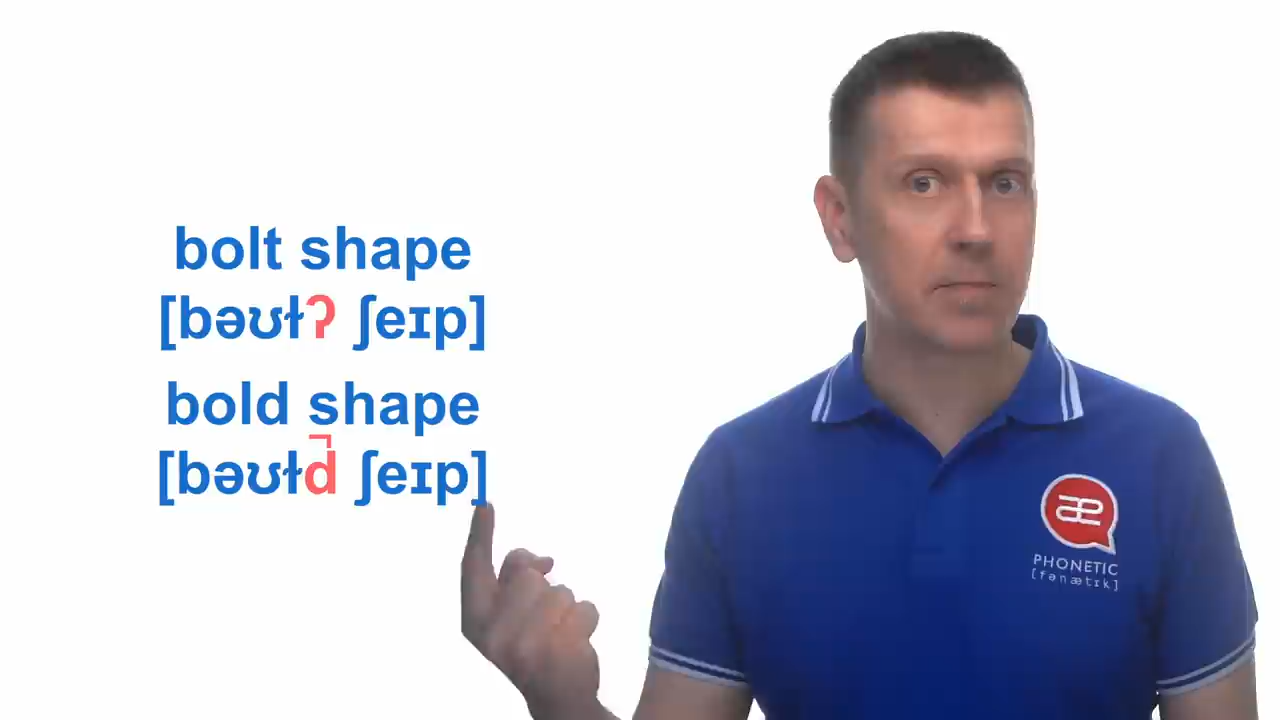 bolt shape
[bəʊɫʔ ʃeɪp]
bold shape
[bəʊɫd̚ ʃeɪp]
æ
PHONETIC
[fənætɪk]